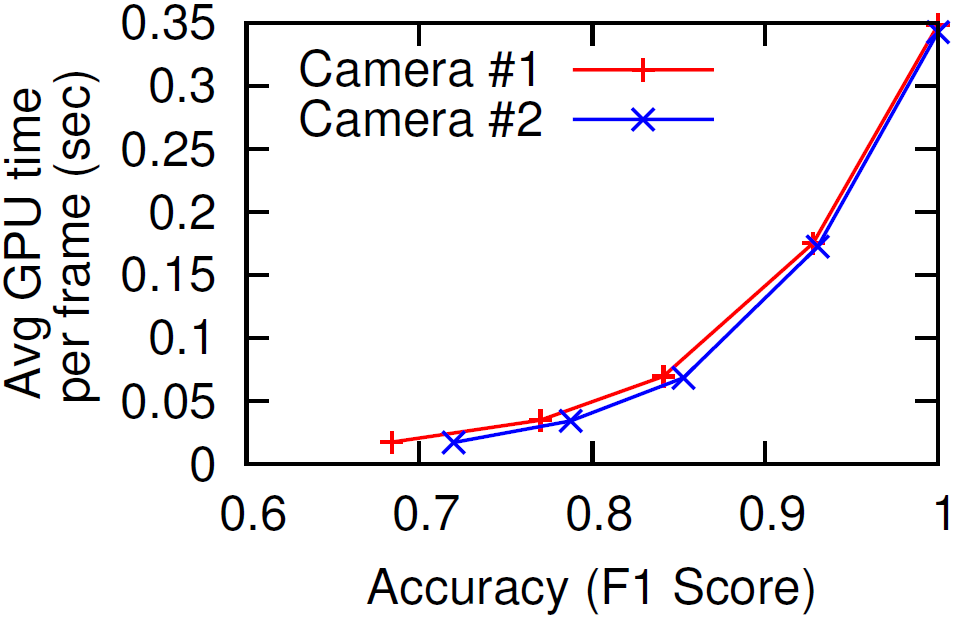 Avg GPU time
per frame (sec)
0.35
0.3
0.25
0.2
0.15
0.1
0.05
0
Camera #1
Camera #2
0.6 0.7 0.8 0.9 1
Accuracy (F1 Score)